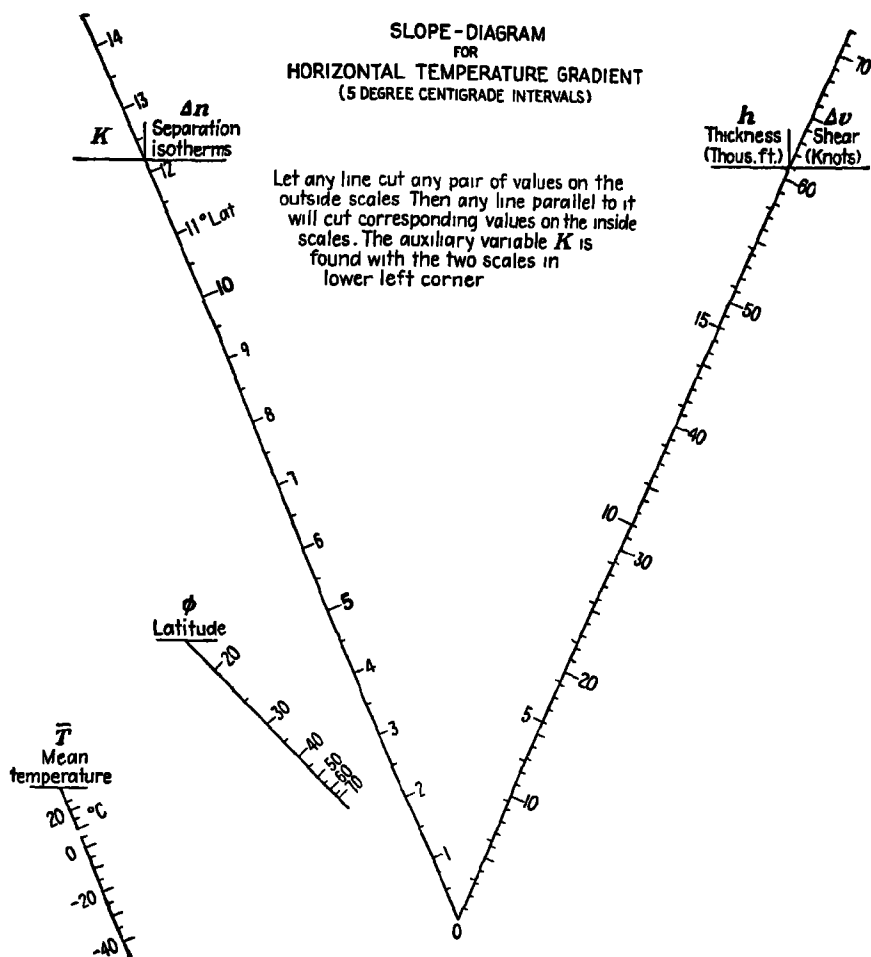 SLOPE-DIAGRAM
FOR
HORIZONTAL TEMPERATURE GRADIENT
(5 DEGREE CENTIGRADE INTERVALS)
K
Δn
Separation
isotherms
h
Thickness
(Thous. ft.)
Δv
Shear
(Knots)
Let any line cut any pair of values on the
outside scales Then any line parallel to it
will cut corresponding values on the inside
scales. The auxiliary variable K is
found with the two scales in
lower left corner
14
13
12
11° Lat
10
9
8
7
6
5
4
3
2
1
0
70
60
50
40
30
20
10
15
10
5
ϕ
Latitude
20
30
40
50
60
70
T̄
Mean
temperature
20
°C
0
-20
-40